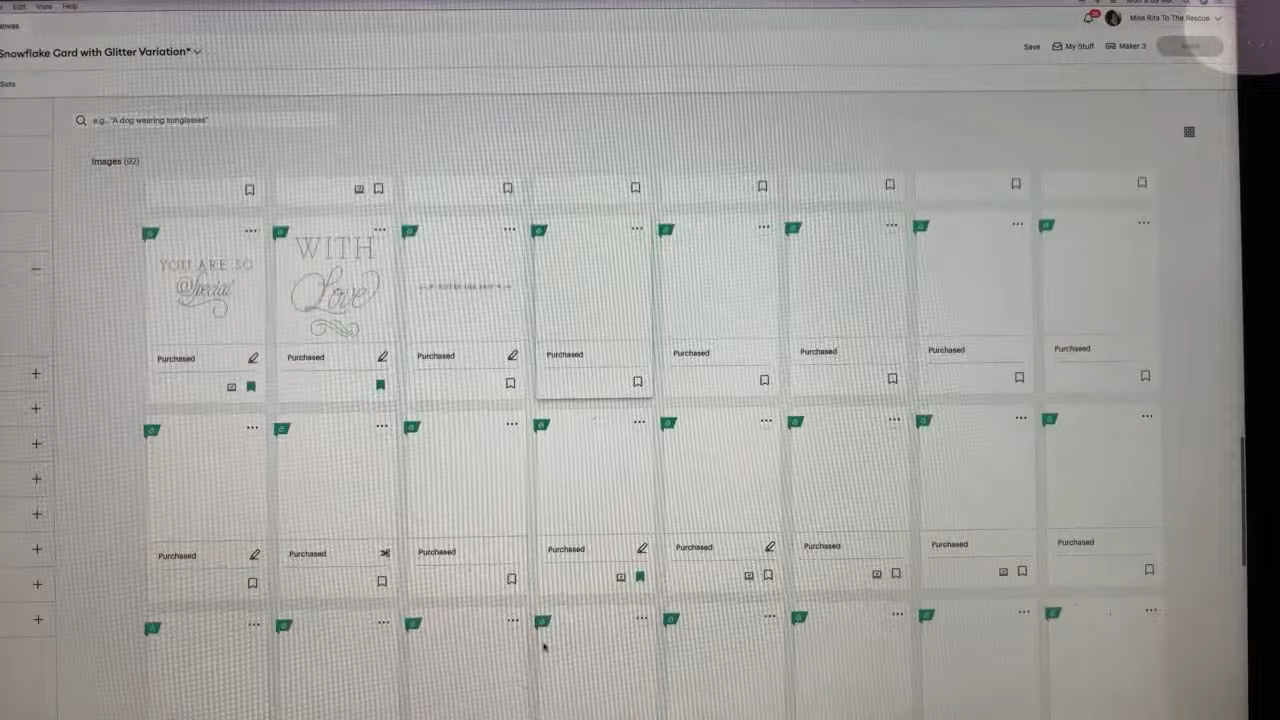 Edit View Help
Miss Rita To The Rescue
Snowflake Card with Glitter Variation*
Save My Stuff Maker 3
Sets
e.g., "A dog wearing sunglasses"
Images (92)
YOU ARE SO
Special
WITH
Love
Purchased Purchased Purchased Purchased Purchased Purchased Purchased Purchased
Purchased Purchased Purchased Purchased Purchased Purchased Purchased Purchased